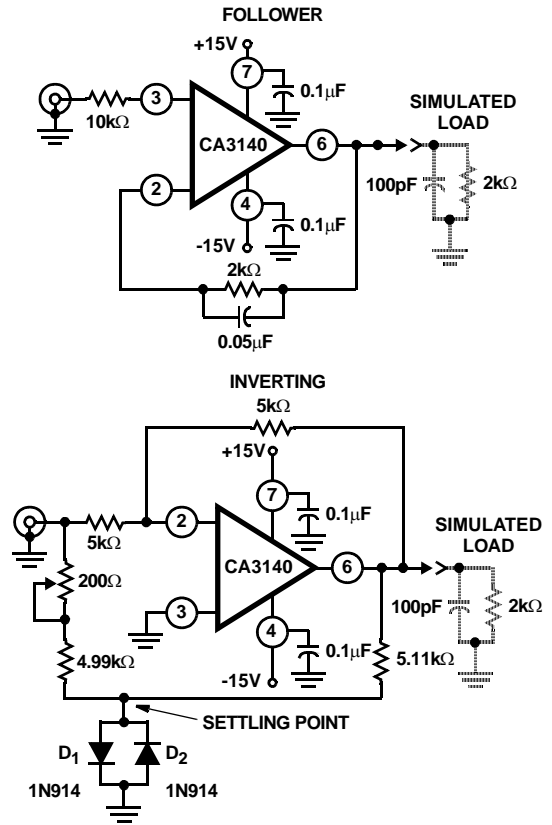 FOLLOWER
+15V
7
0.1μF
3
10kΩ
CA3140
6
SIMULATED
LOAD
100pF
2kΩ
2
4
0.1μF
-15V
2kΩ
0.05μF
INVERTING
5kΩ
+15V
7
0.1μF
2
5kΩ
CA3140
6
SIMULATED
LOAD
200Ω
100pF
2kΩ
3
4
0.1μF
5.11kΩ
4.99kΩ
-15V
SETTLING POINT
D1
D2
1N914
1N914